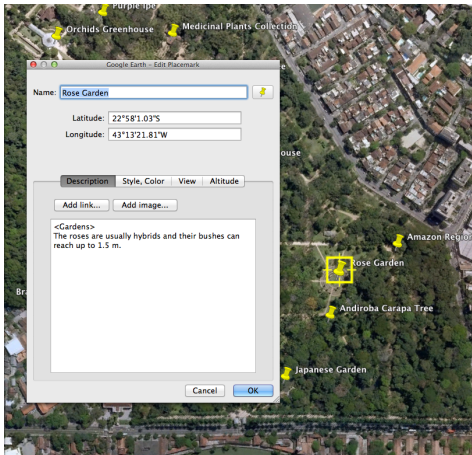 Purple Ipe
Orchids Greenhouse
Medicinal Plants Collection
Google Earth - Edit Placemark
Name: Rose Garden
Latitude: 22°58'1.03"S
Longitude: 43°13'21.81"W
ouse
Description Style, Color View Altitude
Add link... Add image...
<Gardens>
The roses are usually hybrids and their bushes can
reach up to 1.5 m.
Amazon Region
Rose Garden
Bra
Andiroba Carapa Tree
Japanese Garden
Cancel OK